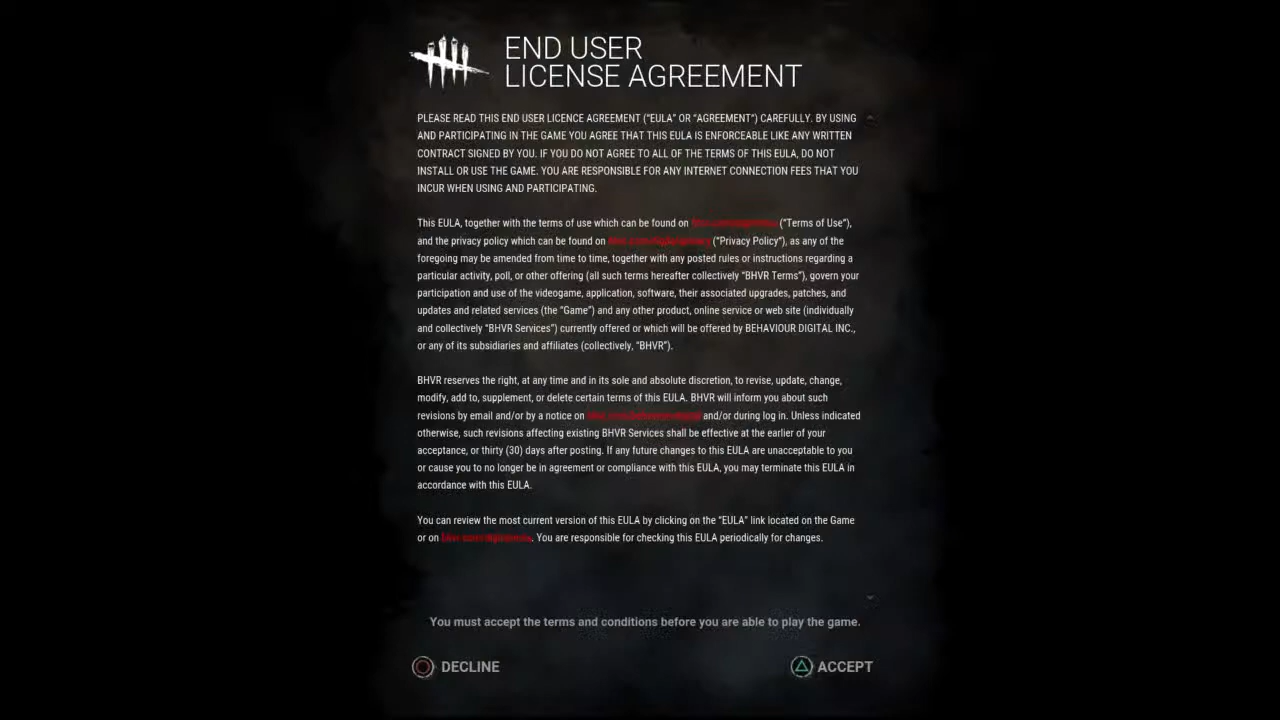 END USER
LICENSE AGREEMENT
PLEASE READ THIS END USER LICENCE AGREEMENT (“EULA” OR “AGREEMENT”) CAREFULLY. BY USING
AND PARTICIPATING IN THE GAME YOU AGREE THAT THIS EULA IS ENFORCEABLE LIKE ANY WRITTEN
CONTRACT SIGNED BY YOU. IF YOU DO NOT AGREE TO ALL OF THE TERMS OF THIS EULA, DO NOT
INSTALL OR USE THE GAME. YOU ARE RESPONSIBLE FOR ANY INTERNET CONNECTION FEES THAT YOU
INCUR WHEN USING AND PARTICIPATING.
This EULA, together with the terms of use which can be found on (“Terms of Use”),
and the privacy policy which can be found on (“Privacy Policy”), as any of the
foregoing may be amended from time to time, together with any posted rules or instructions regarding a
particular activity, poll, or other offering (all such terms hereafter collectively “BHVR Terms”), govern your
participation and use of the videogame, application, software, their associated upgrades, patches, and
updates and related services (the “Game”) and any other product, online service or web site (individually
and collectively “BHVR Services”) currently offered or which will be offered by BEHAVIOUR DIGITAL INC.,
or any of its subsidiaries and affiliates (collectively, “BHVR”).
BHVR reserves the right, at any time and in its sole and absolute discretion, to revise, update, change,
modify, add to, supplement, or delete certain terms of this EULA. BHVR will inform you about such
revisions by email and/or by a notice on and/or during log in. Unless indicated
otherwise, such revisions affecting existing BHVR Services shall be effective at the earlier of your
acceptance, or thirty (30) days after posting. If any future changes to this EULA are unacceptable to you
or cause you to no longer be in agreement or compliance with this EULA, you may terminate this EULA in
accordance with this EULA.
You can review the most current version of this EULA by clicking on the “EULA” link located on the Game
or on . You are responsible for checking this EULA periodically for changes.
You must accept the terms and conditions before you are able to play the game.
DECLINE
ACCEPT